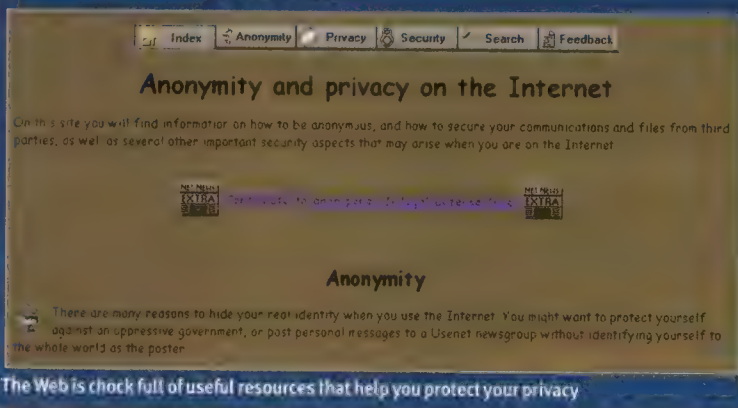 Index Anonymity Privacy Security Search Feedback
Anonymity and privacy on the Internet
On this site you will find information on how to be anonymous, and how to secure your communications and files from third
parties, as well as several other important security aspects that may arise when you are on the Internet
EXTRA EXTRA
Anonymity
There are many reasons to hide your real identity when you use the Internet. You might want to protect yourself
against an oppressive government, or post personal messages to a Usenet newsgroup without identifying yourself to
the whole world as the poster
The Web is chock full of useful resources that help you protect your privacy